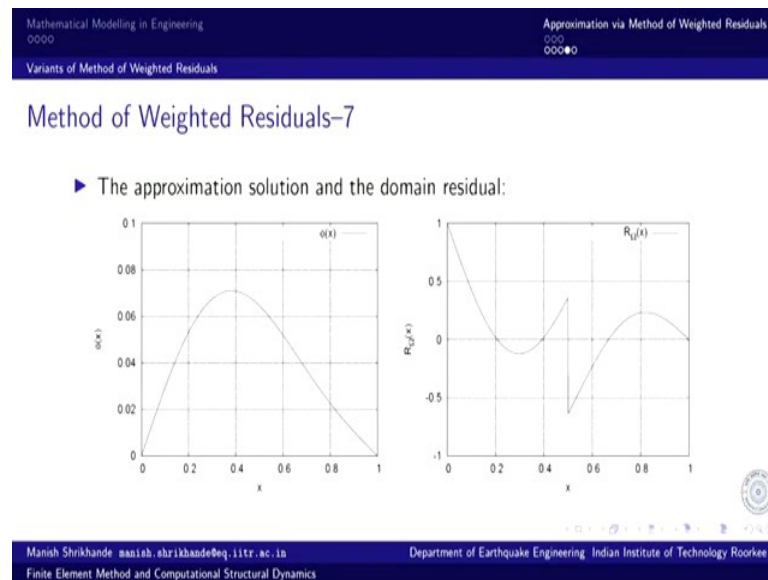 Mathematical Modelling in Engineering
Approximation via Method of Weighted Residuals
Variants of Method of Weighted Residuals
Method of Weighted Residuals–7
▶ The approximation solution and the domain residual:
0 1
0 08
0 06
0 04
0 02
0
0 0 2 0 4 0 6 0 8 1
x
ϕ(x)
ϕ(x)
1
0 5
0
-0 5
-1
0 0 2 0 4 0 6 0 8 1
x
R_Ω(x)
R_Ω(x)
Manish Shrikhande manish.shrikhande@eq.iitr.ac.in
Department of Earthquake Engineering Indian Institute of Technology Roorkee
Finite Element Method and Computational Structural Dynamics